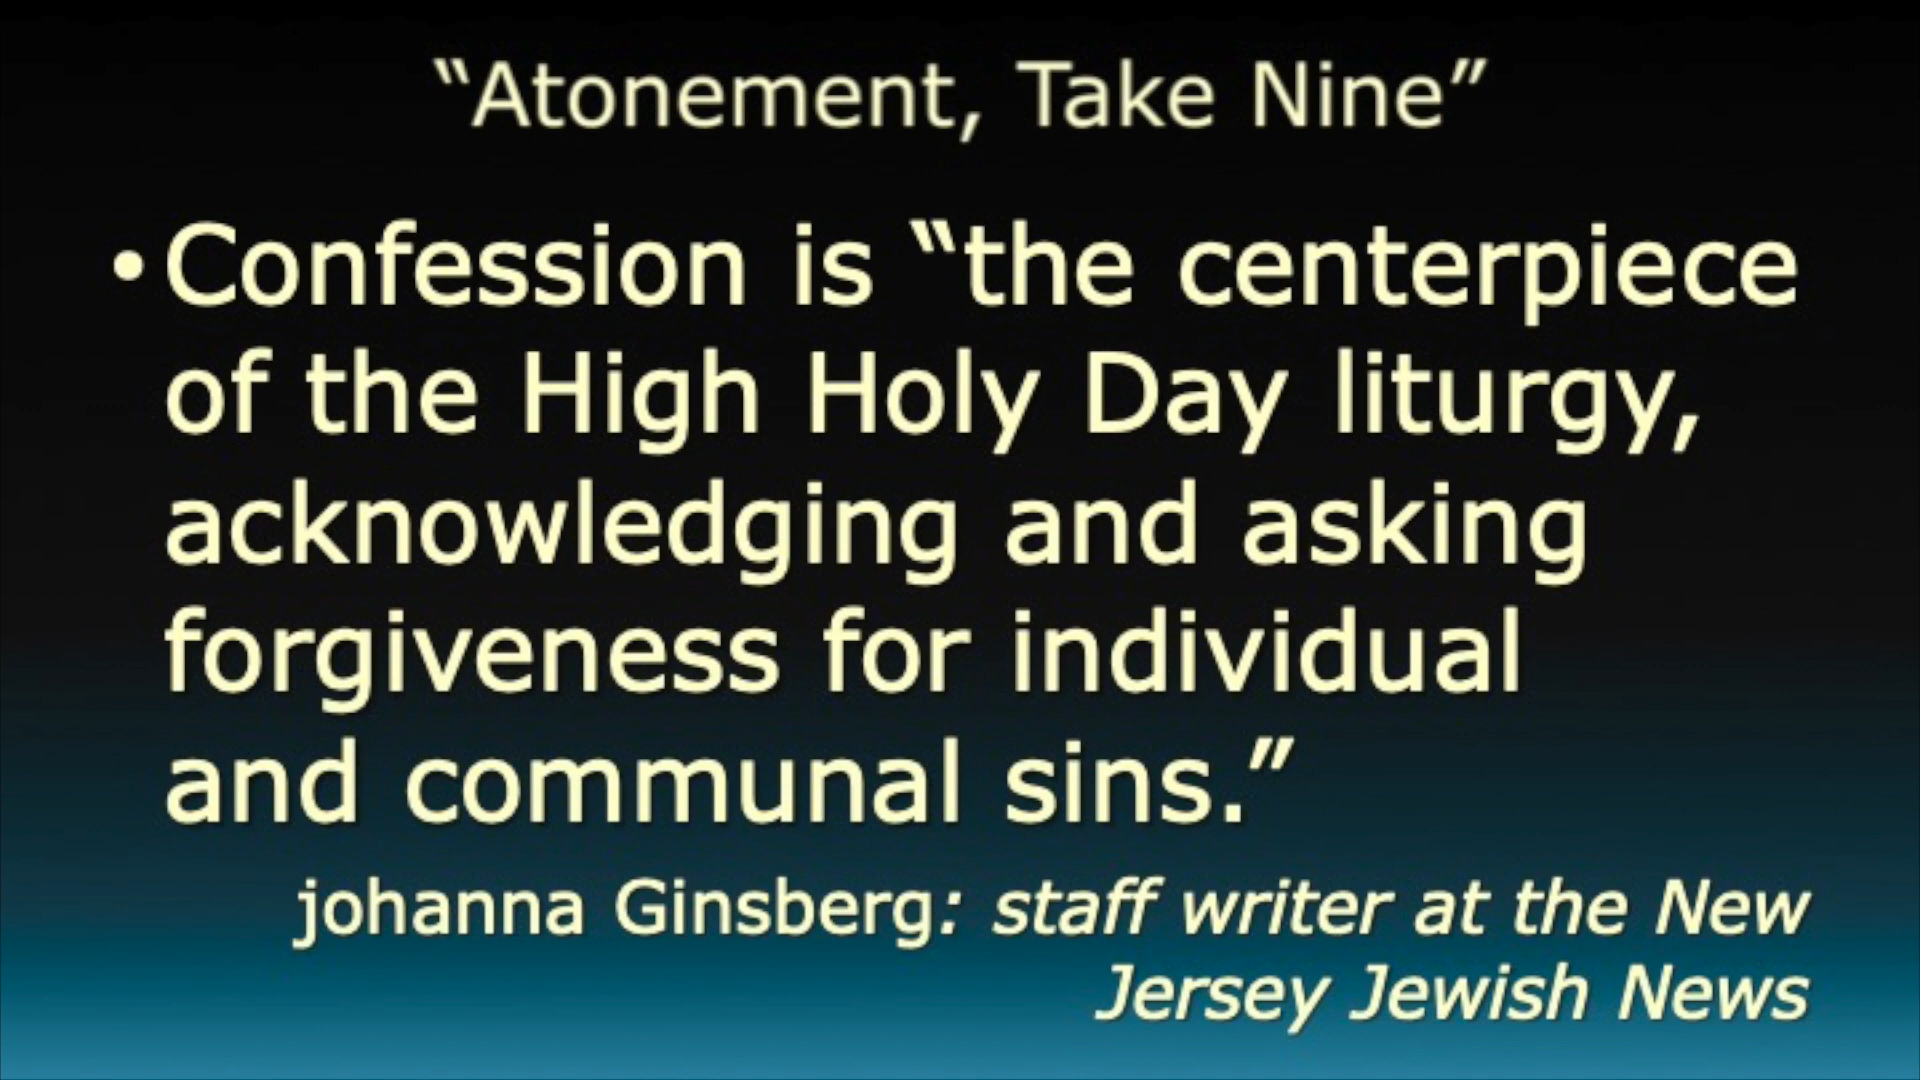 “Atonement, Take Nine”
• Confession is “the centerpiece
of the High Holy Day liturgy,
acknowledging and asking
forgiveness for individual
and communal sins.”
johanna Ginsberg: staff writer at the New
Jersey Jewish News